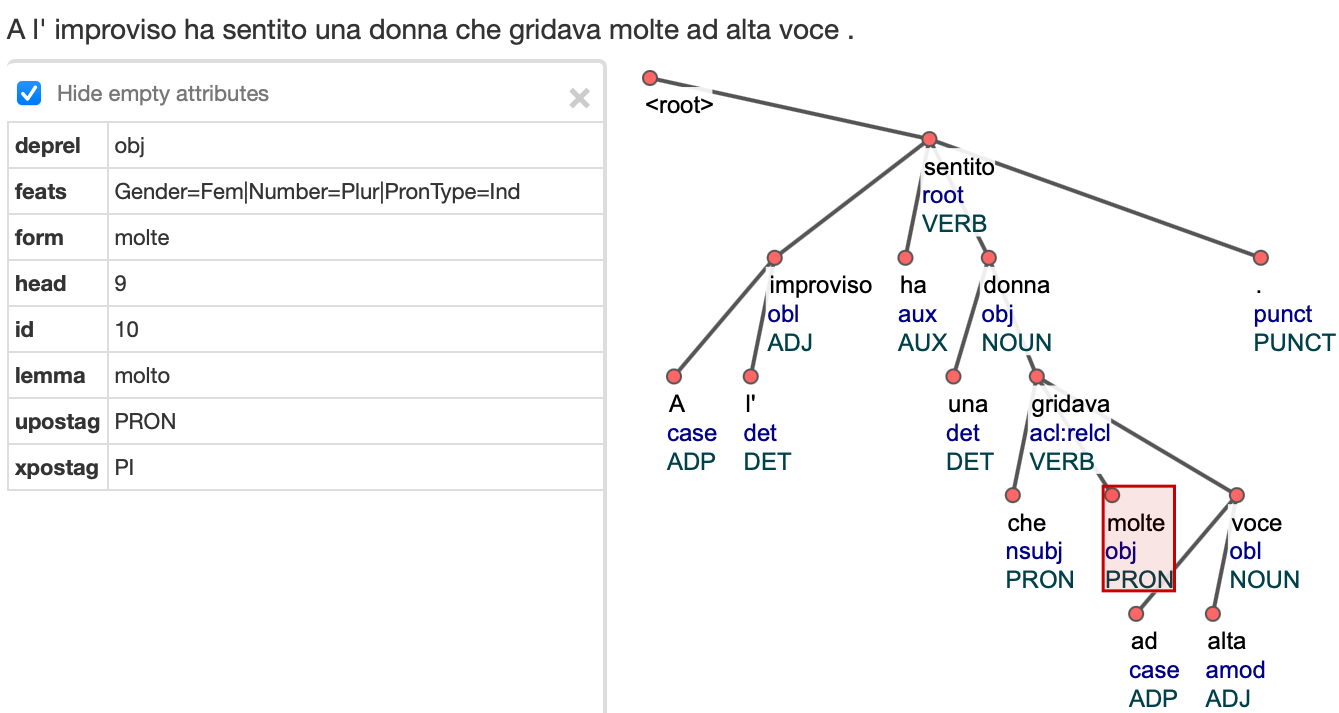 A l' improviso ha sentito una donna che gridava molte ad alta voce .
Hide empty attributes ×
deprel obj
feats Gender=Fem|Number=Plur|PronType=Ind
form molte
head 9
id 10
lemma molto
upostag PRON
xpostag PI
<root>
sentito
root
VERB
improviso ha donna .
obl aux obj punct
ADJ AUX NOUN PUNCT
A l' una gridava
case det det acl:relcl
ADP DET DET VERB
che molte voce
nsubj obj obl
PRON PRON NOUN
ad alta
case amod
ADP ADJ